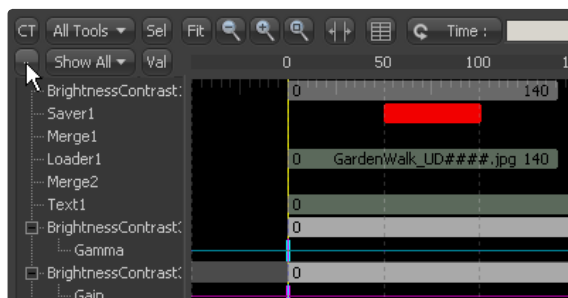 CT All Tools Sel Fit Time :
.. Show All Val 0 50 100 1
BrightnessContrast: 0 140
Saver1
Merge1
Loader1 0 GardenWalk_UD####.jpg 140
Merge2
Text1 0
BrightnessContrast 0
Gamma
BrightnessContrast 0
Gain